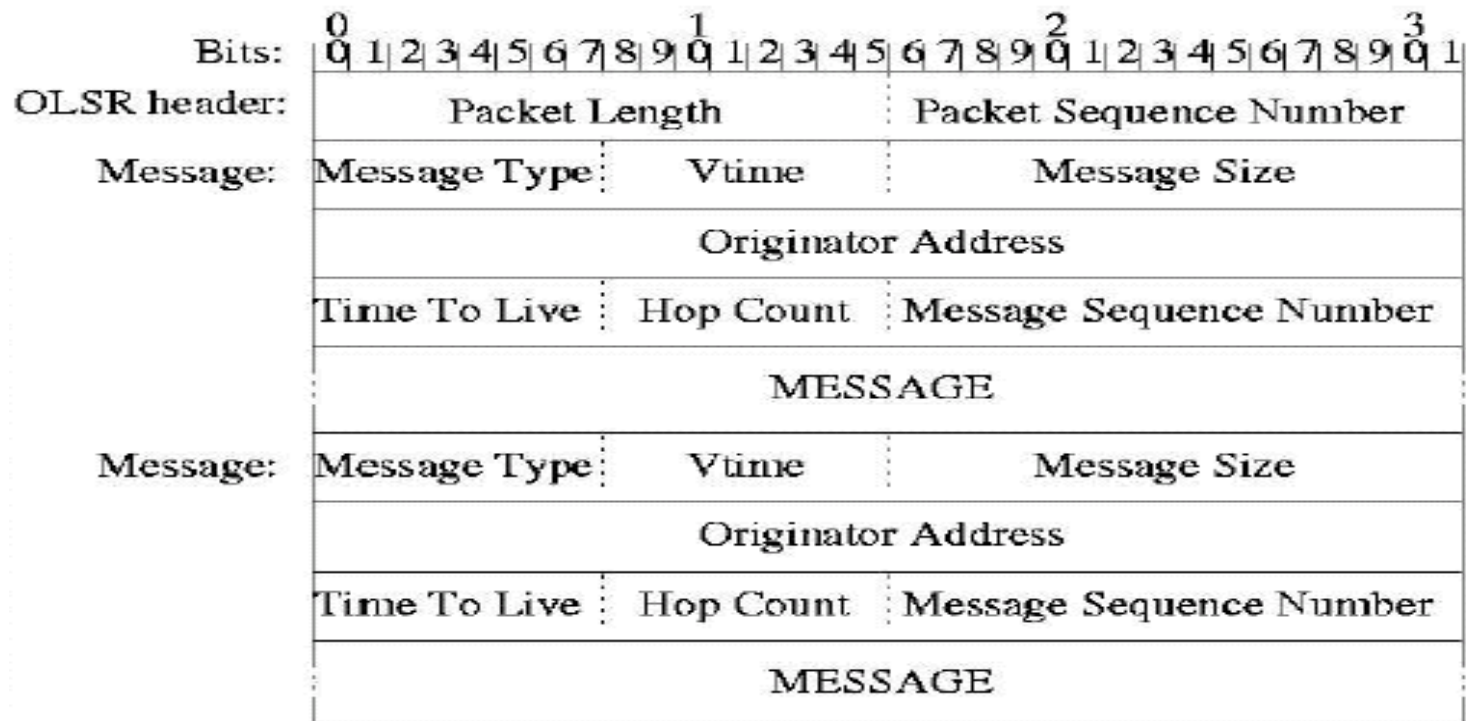 0 1 2 3
Bits: 0 1 2 3 4 5 6 7 8 9 0 1 2 3 4 5 6 7 8 9 0 1 2 3 4 5 6 7 8 9 0 1
OLSR header: Packet Length Packet Sequence Number
Message: Message Type Vtime Message Size
Originator Address
Time To Live Hop Count Message Sequence Number
MESSAGE
Message: Message Type Vtime Message Size
Originator Address
Time To Live Hop Count Message Sequence Number
MESSAGE